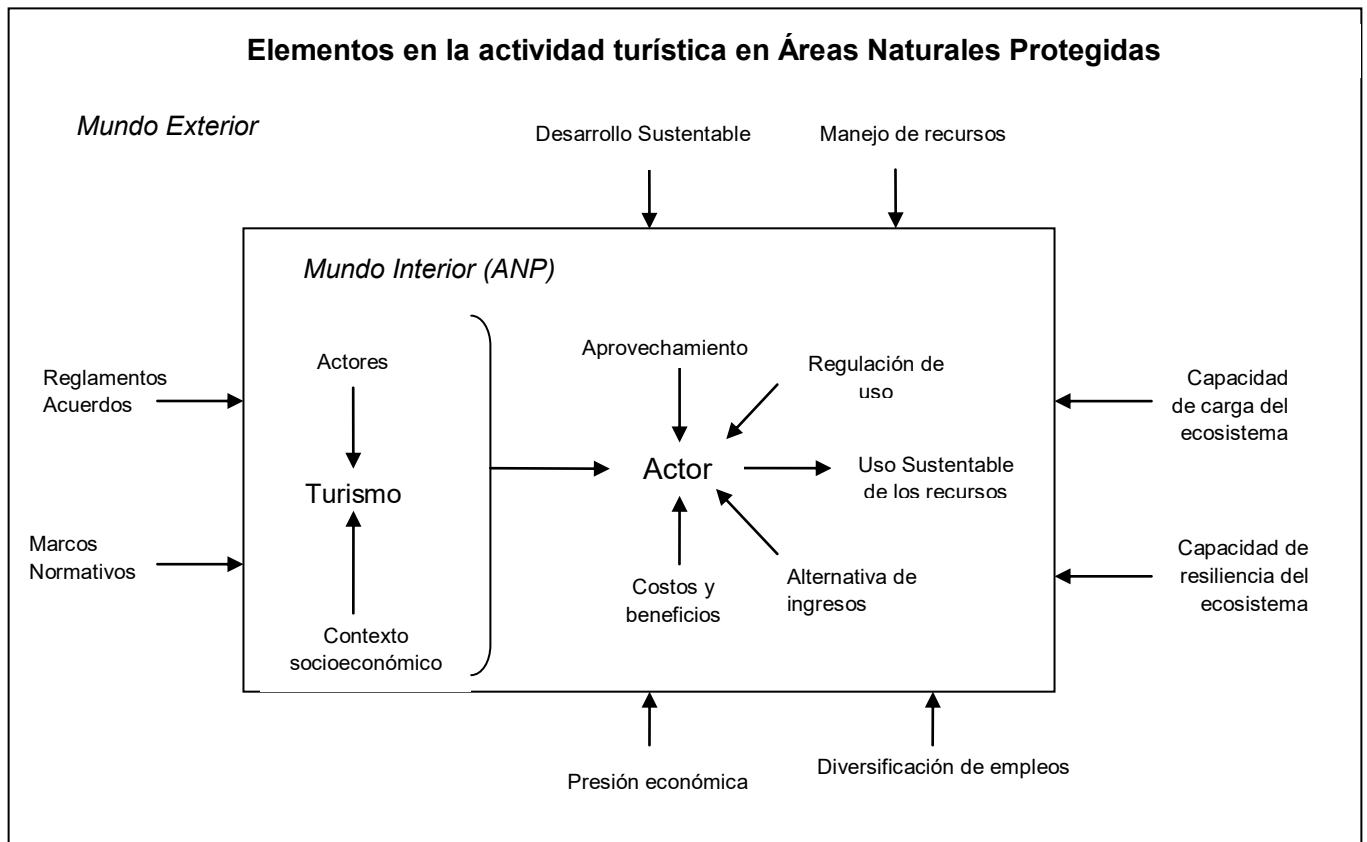 Elementos en la actividad turística en Áreas Naturales Protegidas
Mundo Exterior
Desarrollo Sustentable
Manejo de recursos
Mundo Interior (ANP)
Reglamentos
Acuerdos
Marcos
Normativos
Actores
Turismo
Contexto
socioeconómico
Aprovechamiento
Regulación de
uso
Actor
Uso Sustentable
de los recursos
Costos y
beneficios
Alternativa de
ingresos
Capacidad
de carga del
ecosistema
Capacidad de
resiliencia del
ecosistema
Presión económica
Diversificación de empleos